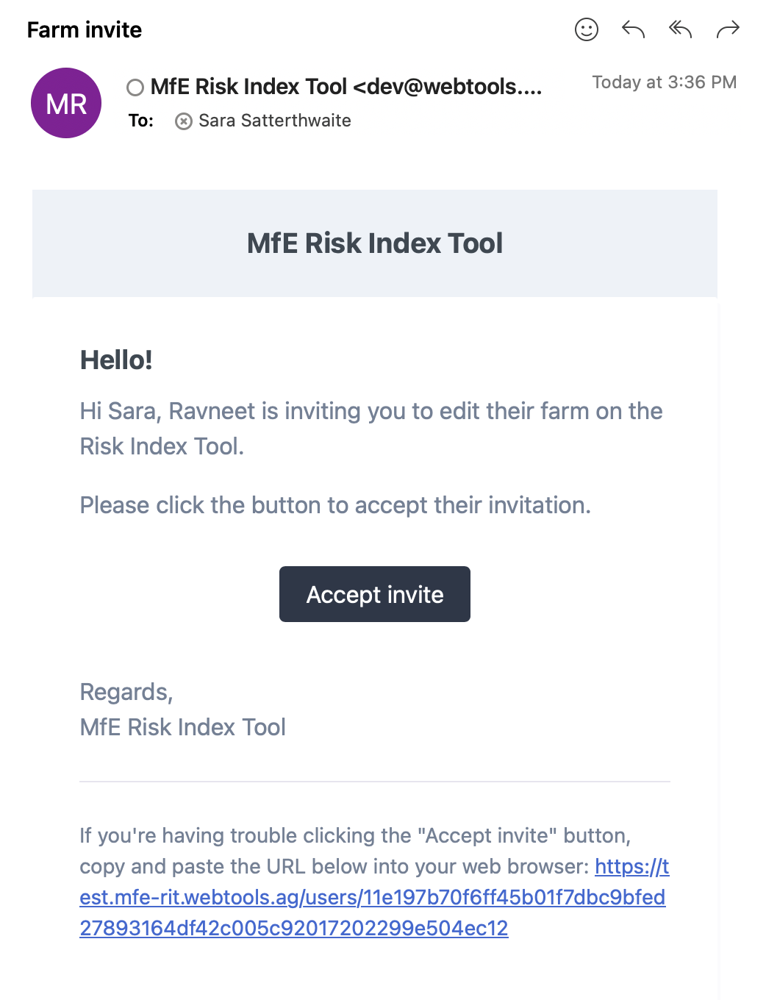 Farm invite
MR
MfE Risk Index Tool <dev@webtools....
Today at 3:36 PM
To: Sara Satterthwaite
MfE Risk Index Tool
Hello!
Hi Sara, Ravneet is inviting you to edit their farm on the
Risk Index Tool.
Please click the button to accept their invitation.
Accept invite
Regards,
MfE Risk Index Tool
If you're having trouble clicking the "Accept invite" button,
copy and paste the URL below into your web browser: https://t
est.mfe-rit.webtools.ag/users/11e197b70f6ff45b01f7dbc9bfed
27893164df42c005c92017202299e504ec12